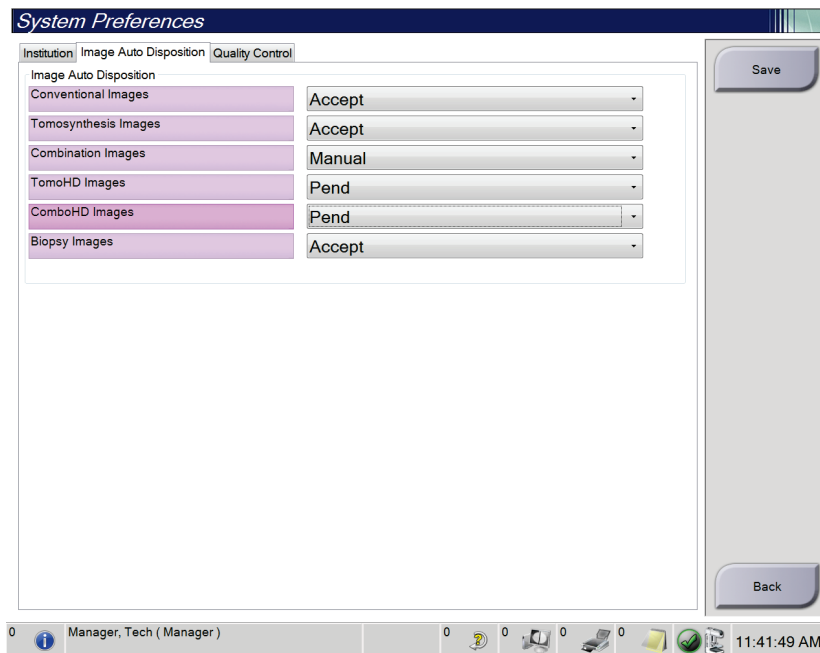 System Preferences
Institution Image Auto Disposition Quality Control
Save
Image Auto Disposition
Conventional Images Accept
Tomosynthesis Images Accept
Combination Images Manual
TomoHD Images Pend
ComboHD Images Pend
Biopsy Images Accept
Back
0 Manager, Tech ( Manager ) 0 0 0 0 11:41:49 AM